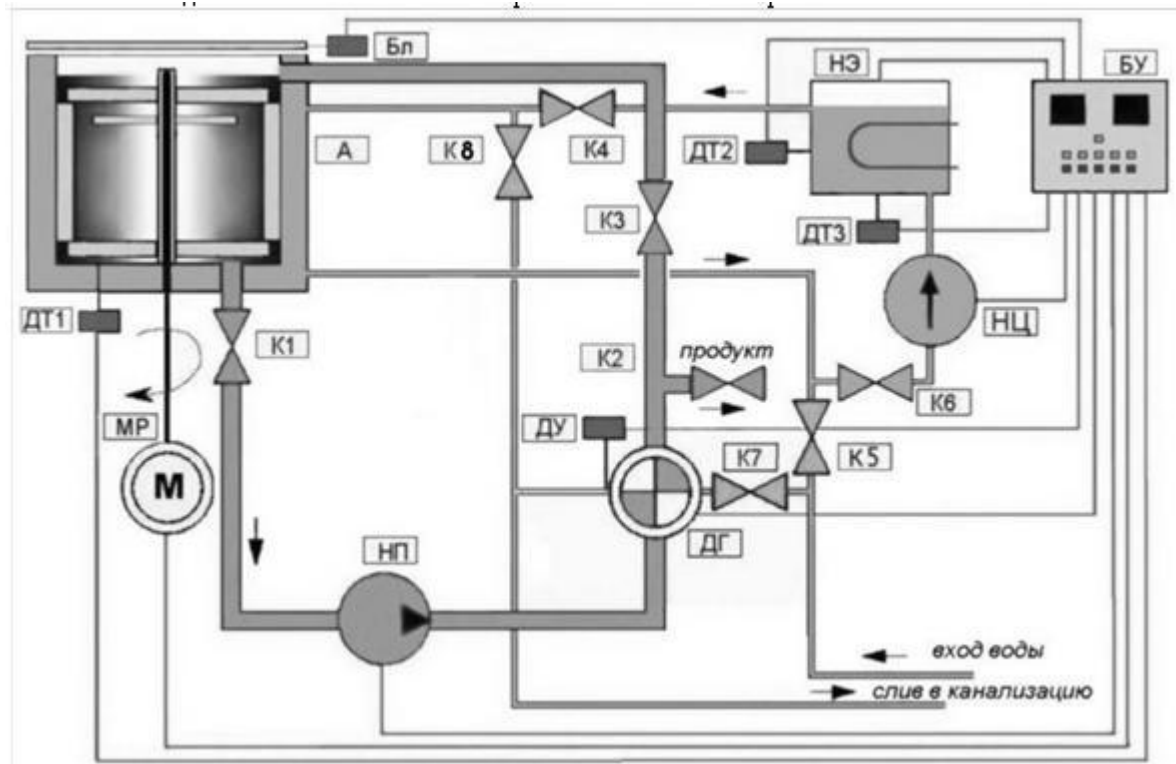 Бл
НЭ
БУ
А
К8
К4
ДТ2
К3
ДТ3
НЦ
ДТ1
К1
К2
продукт
К6
МР
ДУ
К7
К5
М
НП
ДГ
вход воды
слив в канализацию